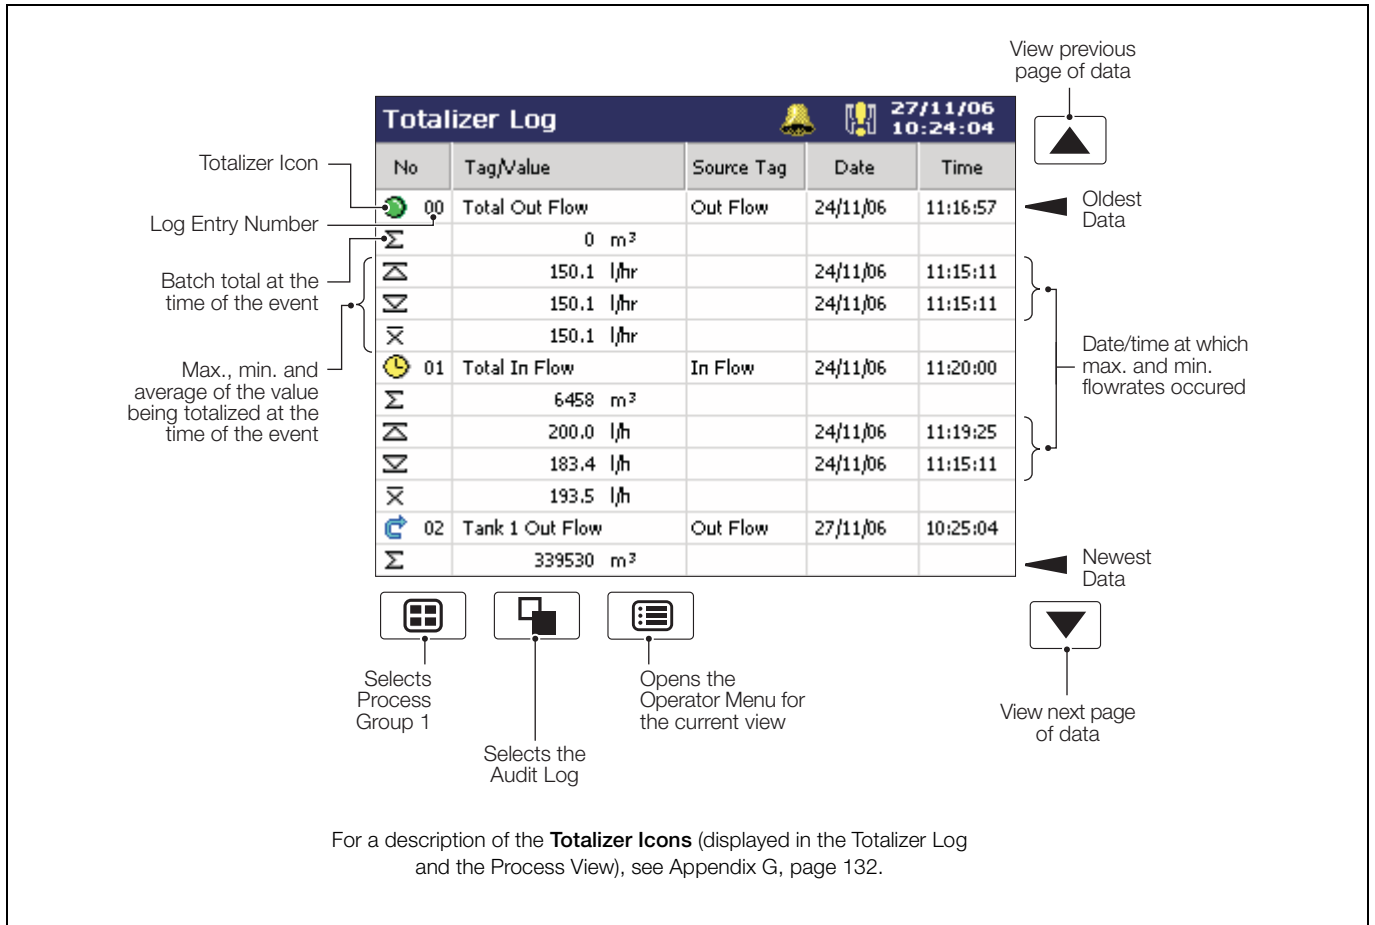 View previous
page of data
Totalizer Log
27/11/06
10:24:04
No Tag/Value Source Tag Date Time
Totalizer Icon
Log Entry Number
Batch total at the
time of the event
Max., min. and
average of the value
being totalized at the
time of the event
00 Total Out Flow Out Flow 24/11/06 11:16:57
Σ 0 m³
150.1 l/hr 24/11/06 11:15:11
150.1 l/hr 24/11/06 11:15:11
x̅ 150.1 l/hr
01 Total In Flow In Flow 24/11/06 11:20:00
Σ 6458 m³
200.0 l/h 24/11/06 11:19:25
183.4 l/h 24/11/06 11:15:11
x̅ 193.5 l/h
02 Tank 1 Out Flow Out Flow 27/11/06 10:25:04
Σ 339530 m³
Oldest
Data
Date/time at which
max. and min.
flowrates occured
Newest
Data
Selects
Process
Group 1
Selects the
Audit Log
Opens the
Operator Menu for
the current view
View next page
of data
For a description of the Totalizer Icons (displayed in the Totalizer Log
and the Process View), see Appendix G, page 132.